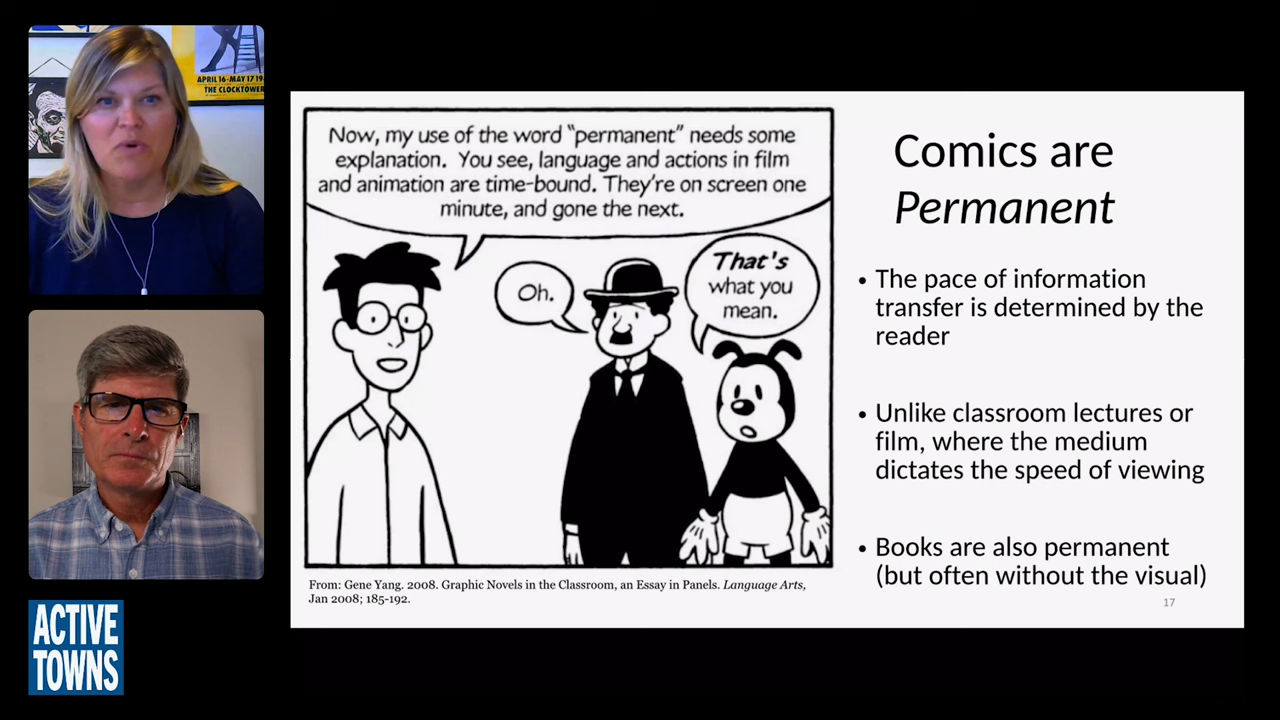 APRIL 16-MAY 17 19
THE CLOCKTOWER
ACTIVE
TOWNS
Now, my use of the word "permanent" needs some
explanation. You see, language and actions in film
and animation are time-bound. They're on screen one
minute, and gone the next.
Oh.
That's
what you
mean.
From: Gene Yang. 2008. Graphic Novels in the Classroom, an Essay in Panels. Language Arts,
Jan 2008; 185-192.
Comics are
Permanent
• The pace of information
transfer is determined by the
reader
• Unlike classroom lectures or
film, where the medium
dictates the speed of viewing
• Books are also permanent
(but often without the visual)
17